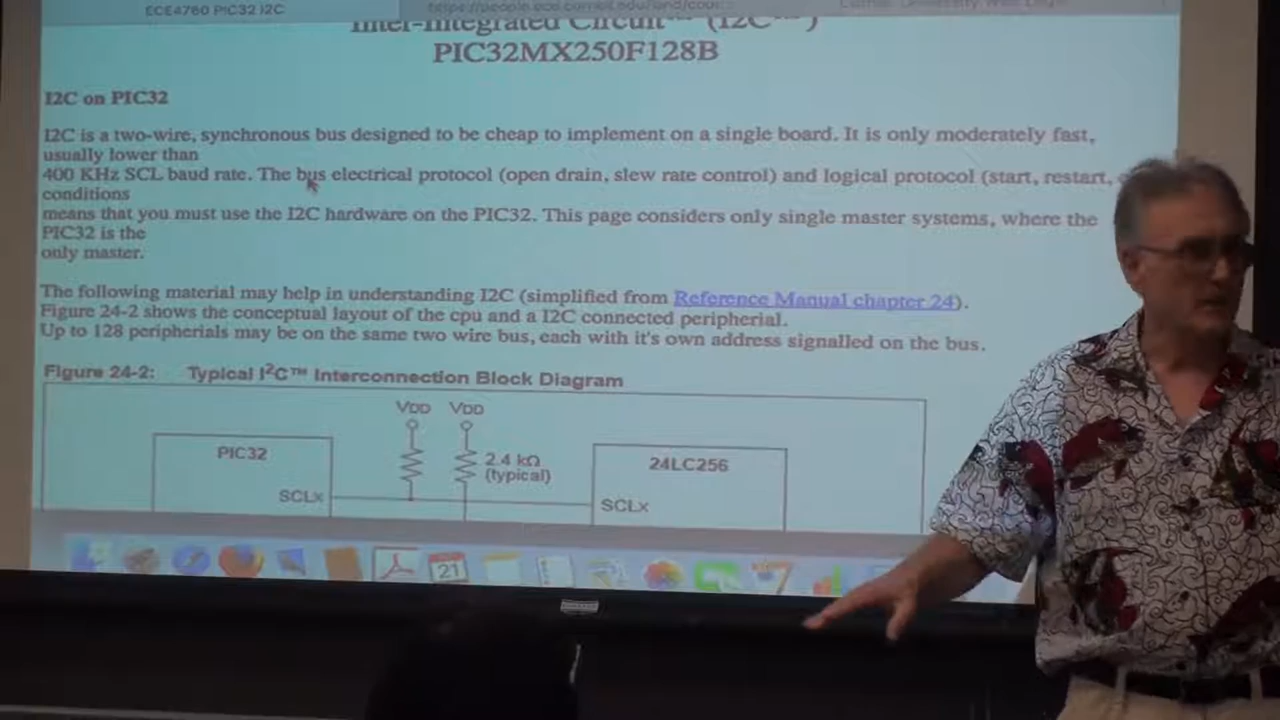 ECE4760 PIC32 I2C
Inter-Integrated Circuit™ (I2C™)
PIC32MX250F128B
I2C on PIC32
I2C is a two-wire, synchronous bus designed to be cheap to implement on a single board. It is only moderately fast,
usually lower than
400 KHz SCL baud rate. The bus electrical protocol (open drain, slew rate control) and logical protocol (start, restart,
conditions
means that you must use the I2C hardware on the PIC32. This page considers only single master systems, where the
PIC32 is the
only master.
The following material may help in understanding I2C (simplified from Reference Manual chapter 24).
Figure 24-2 shows the conceptual layout of the cpu and a I2C connected peripherial.
Up to 128 peripherials may be on the same two wire bus, each with it's own address signalled on the bus.
Figure 24-2: Typical I²C™ Interconnection Block Diagram
VDD VDD
PIC32
2.4 kΩ
(typical)
24LC256
SCLx
SCLx
21